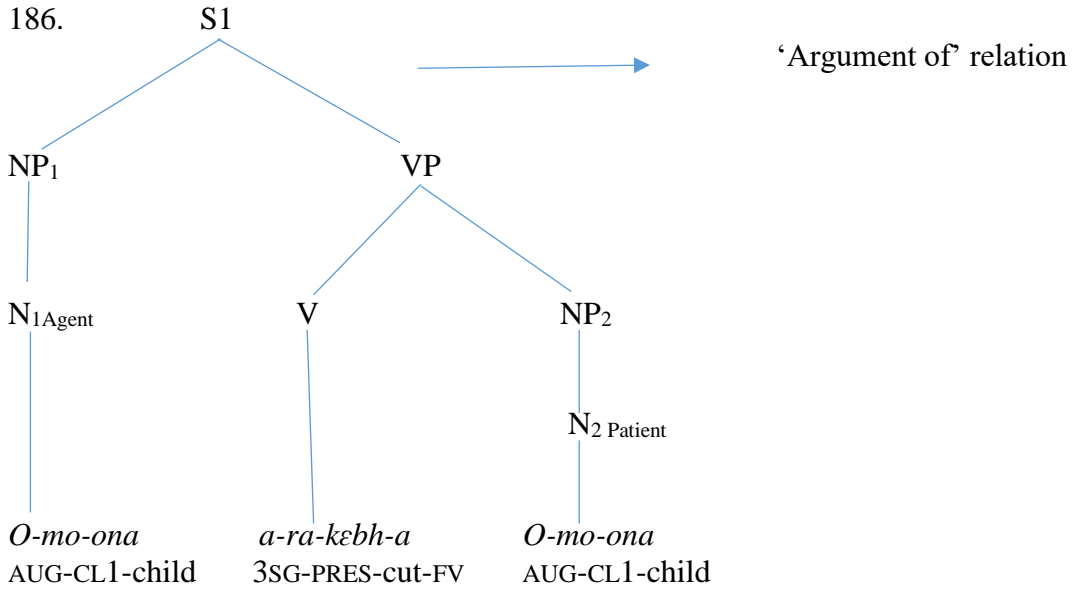 186. S1
‘Argument of’ relation
NP₁ VP
N₁Agent V NP₂
N₂ Patient
O-mo-ona a-ra-kɛbh-a O-mo-ona
AUG-CL1-child 3SG-PRES-cut-FV AUG-CL1-child